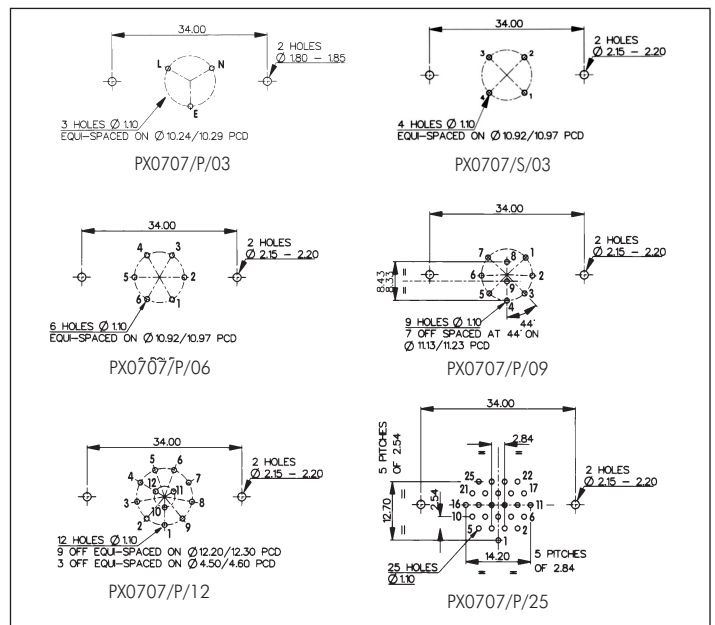 34.00
2 HOLES
Ø 1.80 – 1.85
L
N
E
3 HOLES Ø 1.10
EQUI–SPACED ON Ø 10.24/10.29 PCD
PX0707/P/03
34.00
2 HOLES
Ø 2.15 – 2.20
3
2
4
1
4 HOLES Ø 1.10
EQUI–SPACED ON Ø 10.92/10.97 PCD
PX0707/S/03
34.00
2 HOLES
Ø 2.15 – 2.20
4
3
5
2
6
1
6 HOLES Ø 1.10
EQUI–SPACED ON Ø 10.92/10.97 PCD
PX0707/P/06
34.00
2 HOLES
Ø 2.15 – 2.20
7
8
1
6
2
9
5
3
4
8.43
8.33
=
=
44'
9 HOLES Ø 1.10
7 OFF SPACED AT 44' ON
Ø 11.13/11.23 PCD
PX0707/P/09
34.00
2 HOLES
Ø 2.15 – 2.20
5
6
4
7
12
11
3
8
10
2
9
1
12 HOLES Ø 1.10
9 OFF EQUI–SPACED ON Ø 12.20/12.30 PCD
3 OFF EQUI–SPACED ON Ø 4.50/4.60 PCD
PX0707/P/12
34.00
5 PITCHES
OF 2.54
2.84
=
=
2 HOLES
Ø 2.15 – 2.20
25
22
21
17
16
11
10
6
5
2
1
12.70
2.54
=
=
25 HOLES
Ø 1.10
14.20
5 PITCHES
OF 2.84
=
=
PX0707/P/25